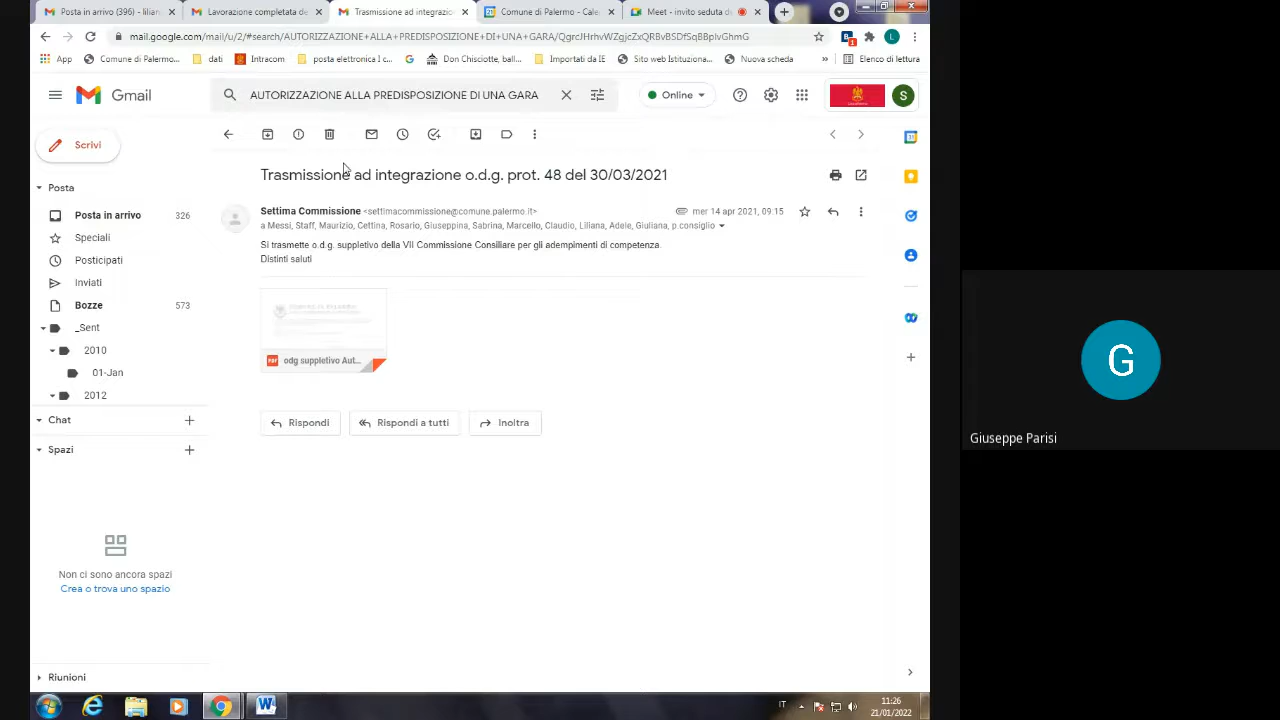 Posta in arrivo (396) - lilian
Lavorazione completata de
Trasmissione ad integrazio
Comune di Palermo - Cale
Meet - invito seduta d
mail.google.com/mail/u/2/#search/AUTORIZZAZIONE+ALLA+PREDISPOSIZIONE+DI+UNA+GARA/QgrcJHrhvWZgjcZxQRBvBSDfSqBBplvGhmG
1
L
App
Comune di Palermo...
dati
Intracom
posta elettronica I c...
Don Chisciotte, ballet...
Importati da IE
Sito web Istituziona...
Nuova scheda
»
Elenco di lettura
Gmail
AUTORIZZAZIONE ALLA PREDISPOSIZIONE DI UNA GARA
Online
S
Scrivi
Trasmissione ad integrazione o.d.g. prot. 48 del 30/03/2021
Posta
Posta in arrivo 326
Speciali
Posticipati
Inviati
Bozze 573
_Sent
2010
01-Jan
2012
Settima Commissione <settimacommissione@comune.palermo.it>
mer 14 apr 2021, 09:15
a Messi, Staff, Maurizio, Cettina, Rosario, Giuseppina, Sabrina, Marcello, Claudio, Liliana, Adele, Giuliana, p.consiglio
Si trasmette o.d.g. suppletivo della VII Commissione Consiliare per gli adempimenti di competenza.
Distinti saluti
PDF
odg suppletivo Aut...
Rispondi
Rispondi a tutti
Inoltra
Chat
Spazi
Non ci sono ancora spazi
Crea o trova uno spazio
Riunioni
IT
11:26
21/01/2022
G
Giuseppe Parisi